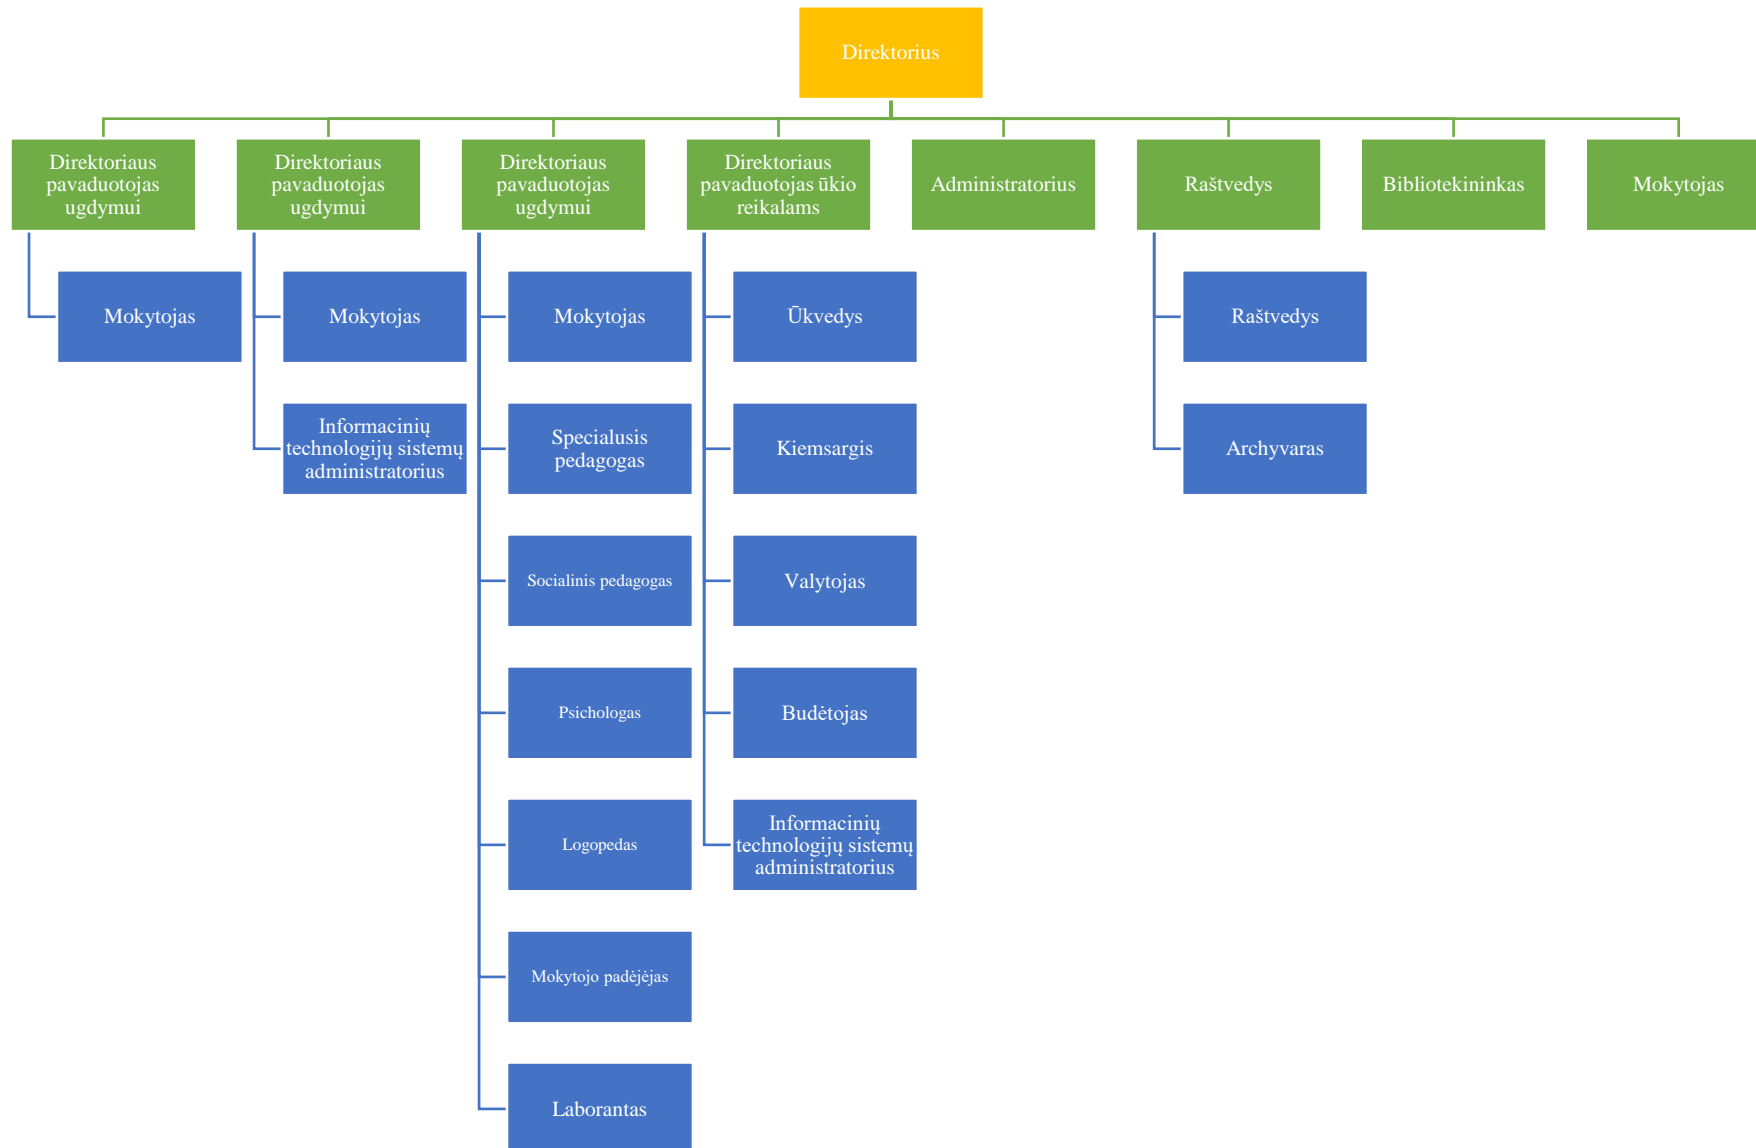 Direktorius
Direktoriaus
pavaduotojas
ugdymui
Direktoriaus
pavaduotojas
ugdymui
Direktoriaus
pavaduotojas
ugdymui
Direktoriaus
pavaduotojas ūkio
reikalams
Administratorius
Raštvedys
Bibliotekininkas
Mokytojas
Mokytojas
Mokytojas
Informacinių
technologijų sistemų
administratorius
Mokytojas
Specialusis
pedagogas
Socialinis pedagogas
Psichologas
Logopedas
Mokytojo padėjėjas
Laborantas
Ūkvedys
Kiemsargis
Valytojas
Budėtojas
Informacinių
technologijų sistemų
administratorius
Raštvedys
Archyvaras